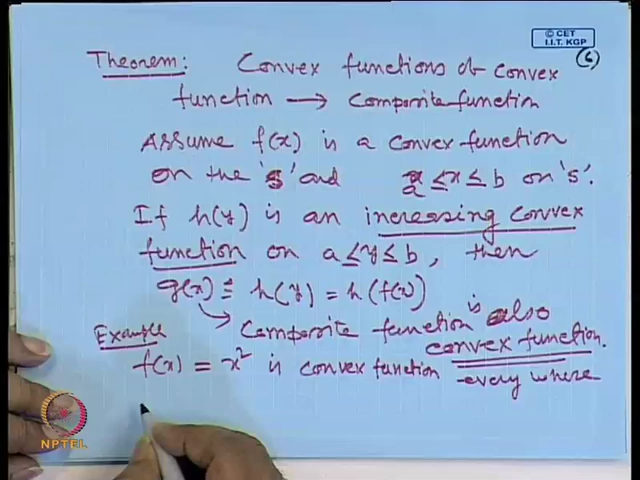 © CET
I.I.T. KGP
Theorem: Convex functions of convex
6
function → Composite function
Assume f(x) is a convex function
on the 's' and a ≤ x ≤ b on 's'.
If h(y) is an increasing convex
function on a ≤ y ≤ b, then
g(x) ≜ h(y) = h(f(x))
→ Composite function is also
convex function.
Example
f(x) = x² is convex function every where
NPTEL